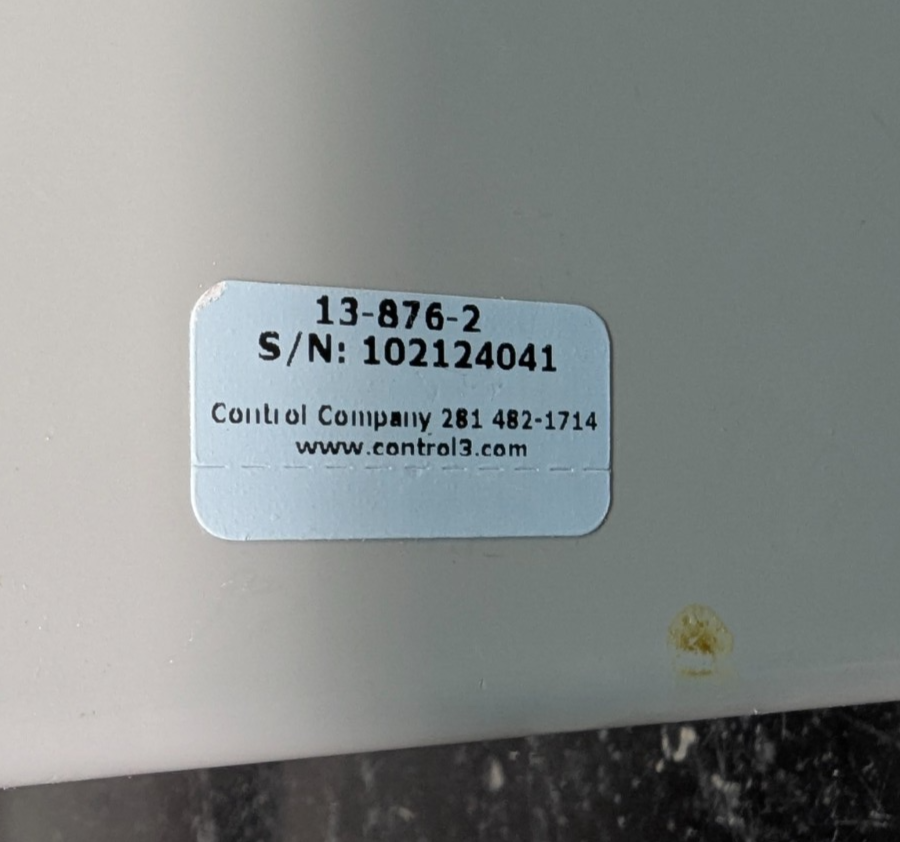 13-876-2
S/N: 102124041
Control Company 281 482-1714
www.control3.com